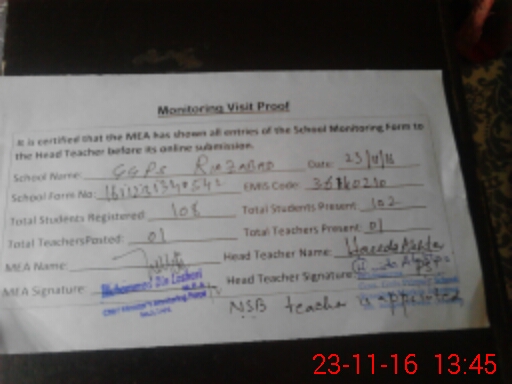 Monitoring Visit Proof
It is certified that the MEA has shown all entries of the School Monitoring Form to
the Head Teacher before its online submission.
School Name: GGPS Date: 23/11/16
School Form No: EMIS Code:
Total Students Registered: 108 Total Students Present: 102
Total Teachers Posted: 01 Total Teachers Present: 01
MEA Name: Head Teacher Name:
MEA Signature: Head Teacher Signature:
NSB teacher is appointed
23-11-16 13:45